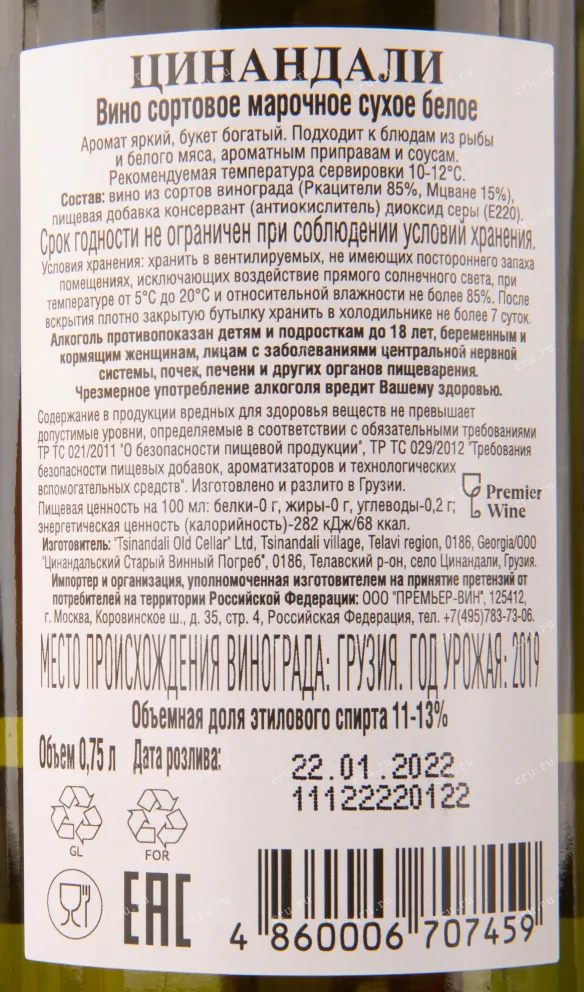 ЦИНАНДАЛИ
Вино сортовое марочное сухое белое
Аромат яркий, букет богатый. Подходит к блюдам из рыбы
и белого мяса, ароматным приправам и соусам.
Рекомендуемая температура сервировки 10-12°С.
Состав: вино из сортов винограда (Ркацители 85%, Мцване 15%),
пищевая добавка консервант (антиокислитель) диоксид серы (Е220).
Срок годности не ограничен при соблюдении условий хранения.
Условия хранения: хранить в вентилируемых, не имеющих постороннего запаха
помещениях, исключающих воздействие прямого солнечного света, при
температуре от 5°С до 20°С и относительной влажности не более 85%. После
вскрытия плотно закрытую бутылку хранить в холодильнике не более 7 суток.
Алкоголь противопоказан детям и подросткам до 18 лет, беременным и
кормящим женщинам, лицам с заболеваниями центральной нервной
системы, почек, печени и других органов пищеварения.
Чрезмерное употребление алкоголя вредит Вашему здоровью.
Содержание в продукции вредных для здоровья веществ не превышает
допустимые уровни, определяемые в соответствии с обязательными требованиями
ТР ТС 021/2011 "О безопасности пищевой продукции", ТР ТС 029/2012 "Требования
безопасности пищевых добавок, ароматизаторов и технологических
вспомогательных средств". Изготовлено и разлито в Грузии.
Пищевая ценность на 100 мл: белки-0 г, жиры-0 г, углеводы-0,2 г;
энергетическая ценность (калорийность)-282 кДж/68 ккал.
Premier
Wine
Изготовитель: "Tsinandali Old Cellar" Ltd, Tsinandali village, Telavi region, 0186, Georgia/ООО
"Цинандальский Старый Винный Погреб", 0186, Телавский р-он, село Цинандали, Грузия.
Импортер и организация, уполномоченная изготовителем на принятие претензий от
потребителей на территории Российской Федерации: ООО "ПРЕМЬЕР-ВИН", 125412,
г. Москва, Коровинское ш., д. 35, стр. 4, Российская Федерация, тел. +7(495)783-73-06.
МЕСТО ПРОИСХОЖДЕНИЯ ВИНОГРАДА: ГРУЗИЯ. ГОД УРОЖАЯ: 2019
Объемная доля этилового спирта 11-13%
Объем 0,75 л Дата розлива:
22.01.2022
11122220122
GL FOR
EAC
4 860006 707459